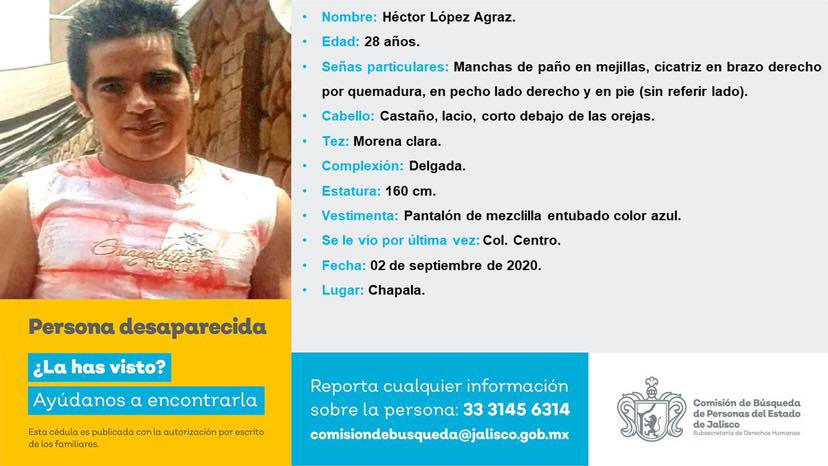 Nombre: Héctor López Agraz.
Edad: 28 años.
Señas particulares: Manchas de paño en mejillas, cicatriz en brazo derecho
por quemadura, en pecho lado derecho y en pie (sin referir lado).
Cabello: Castaño, lacio, corto debajo de las orejas.
Tez: Morena clara.
Complexión: Delgada.
Estatura: 160 cm.
Vestimenta: Pantalón de mezclilla entubado color azul.
Se le vio por última vez: Col. Centro.
Fecha: 02 de septiembre de 2020.
Lugar: Chapala.
Persona desaparecida
¿La has visto?
Ayúdanos a encontrarla
Esta cédula es publicada con la autorización por escrito
de los familiares.
Reporta cualquier información
sobre la persona: 33 3145 6314
comisiondebusqueda@jalisco.gob.mx
Comisión de Búsqueda
de Personas del Estado
de Jalisco
Subsecretaría de Derechos Humanos